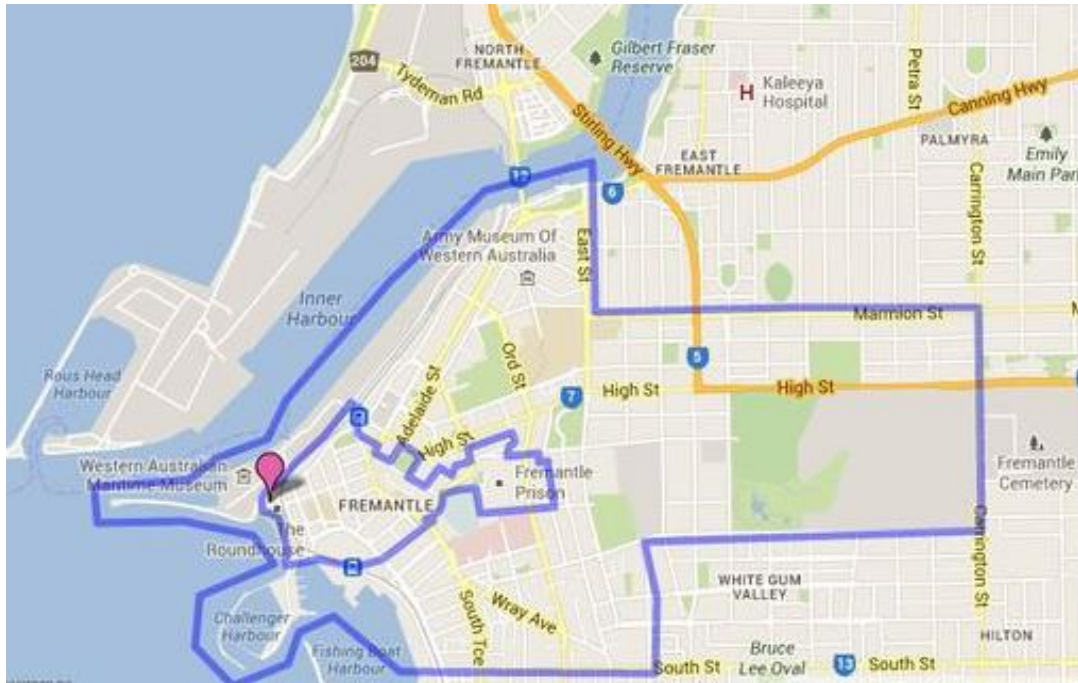 NORTH
FREMANTLE
Gilbert Fraser
Reserve
204
Tydeman Rd
Kaleeya
Hospital
H
Petra St
Canning Hwy
Stirling Hwy
EAST
FREMANTLE
PALMYRA
Emily
Main Par
12
6
Carrington St
Army Museum Of
Western Australia
East St
Inner
Harbour
Marmion St
M
Rous Head
Harbour
5
Ord St
Adelaide St
High St
High St
7
High St
Western Australian
Maritime Museum
Fremantle
Prison
Fremantle
Cemetery
FREMANTLE
The
Roundhouse
Carrington St
WHITE GUM
VALLEY
Challenger
Harbour
Wray Ave
South Tce
HILTON
Fishing Boat
Harbour
Bruce
Lee Oval
South St
13
South St